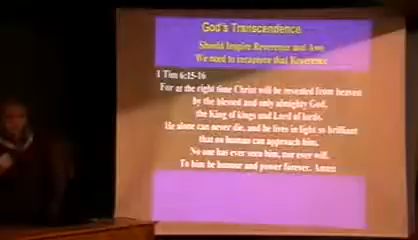 God's Transcendence
Should Inspire Reverence and Awe
We need to recapture that Reverence
1 Tim 6:15-16
For at the right time Christ will be revealed from heaven
by the blessed and only almighty God,
the King of kings and Lord of lords.
He alone can never die, and he lives in light so brilliant
that no human can approach him.
No one has ever seen him, nor ever will.
To him be honour and power forever. Amen